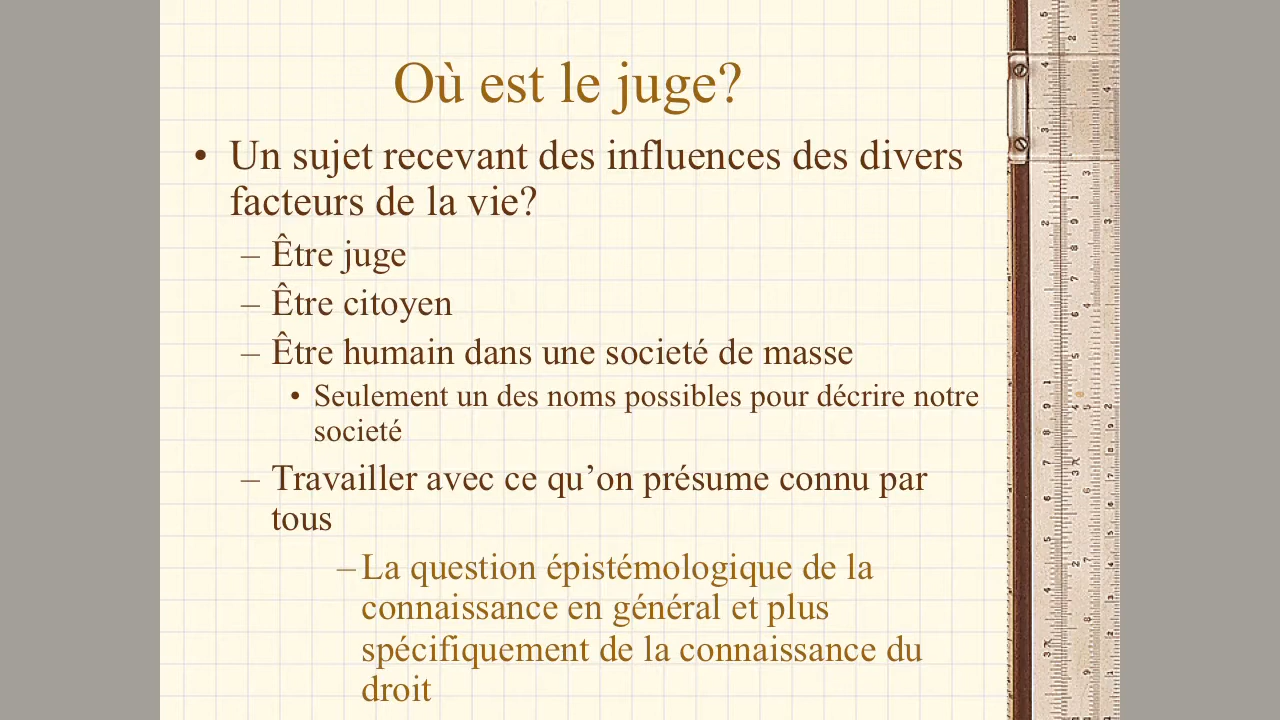 Où est le juge?
• Un sujet recevant des influences des divers
facteurs de la vie?
– Être juge
– Être citoyen
– Être humain dans une societé de masse
• Seulement un des noms possibles pour décrire notre
societé
– Travailler avec ce qu’on présume connu par
tous
– La question épistemologique de la
connaissance en général et plus
spécifiquement de la connaissance du
droit